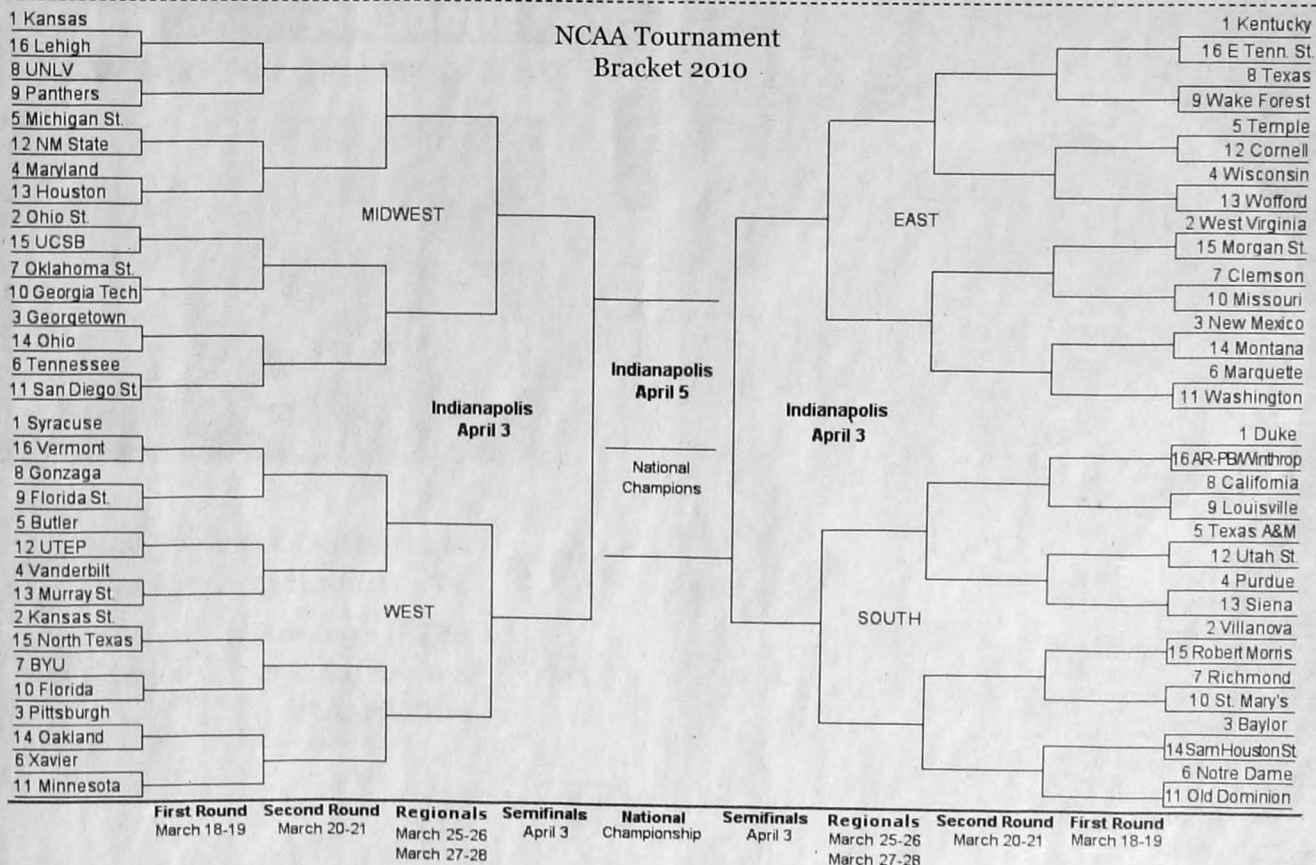 NCAA Tournament
Bracket 2010
1 Kansas
16 Lehigh
8 UNLV
9 Panthers
5 Michigan St.
12 NM State
4 Maryland
13 Houston
2 Ohio St.
15 UCSB
7 Oklahoma St.
10 Georgia Tech
3 Georgetown
14 Ohio
6 Tennessee
11 San Diego St.
MIDWEST
1 Syracuse
16 Vermont
8 Gonzaga
9 Florida St.
5 Butler
12 UTEP
4 Vanderbilt
13 Murray St.
2 Kansas St.
15 North Texas
7 BYU
10 Florida
3 Pittsburgh
14 Oakland
6 Xavier
11 Minnesota
WEST
Indianapolis
April 3
Indianapolis
April 5
National
Champions
Indianapolis
April 3
1 Kentucky
16 E Tenn. St.
8 Texas
9 Wake Forest
5 Temple
12 Cornell
4 Wisconsin
13 Wofford
2 West Virginia
15 Morgan St.
7 Clemson
10 Missouri
3 New Mexico
14 Montana
6 Marquette
11 Washington
EAST
1 Duke
16 AR-PB/Winthrop
8 California
9 Louisville
5 Texas A&M
12 Utah St.
4 Purdue
13 Siena
2 Villanova
15 Robert Morris
7 Richmond
10 St. Mary's
3 Baylor
14 Sam Houston St.
6 Notre Dame
11 Old Dominion
SOUTH
First Round
March 18-19
Second Round
March 20-21
Regionals
March 25-26
March 27-28
Semifinals
April 3
National
Championship
Semifinals
April 3
Regionals
March 25-26
March 27-28
Second Round
March 20-21
First Round
March 18-19